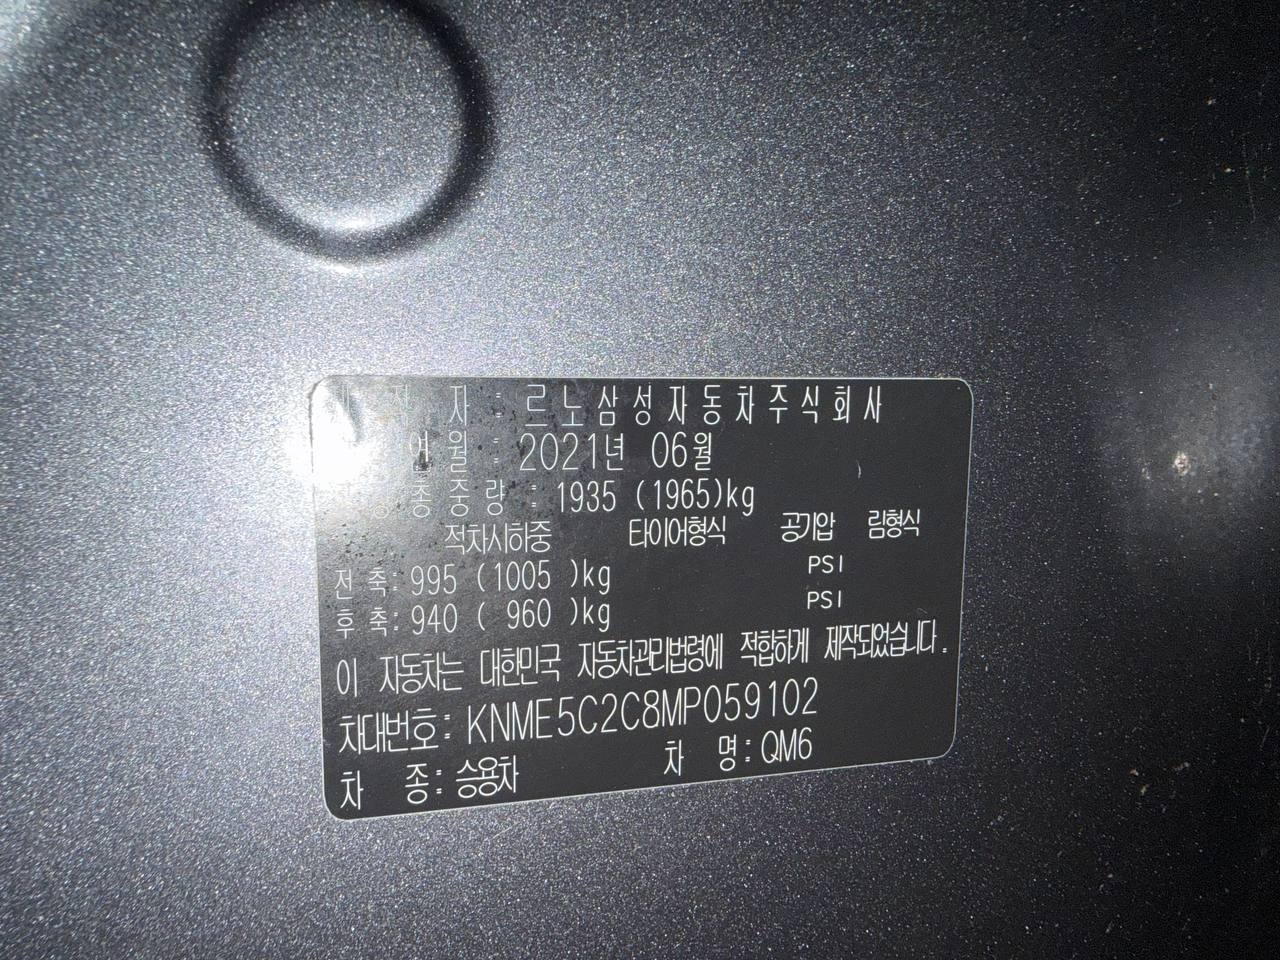 자 : 르노삼성자동차주식회사
월 : 2021년 06월
총 중 량 : 1935 (1965)kg
적차시하중 타이어형식 공기압 림형식
전 축: 995 (1005 )kg PSI
후 축: 940 ( 960 )kg PSI
이 자동차는 대한민국 자동차관리법령에 적합하게 제작되었습니다.
차대번호: KNME5C2C8MP059102
차 종: 승용차 차 명: QM6